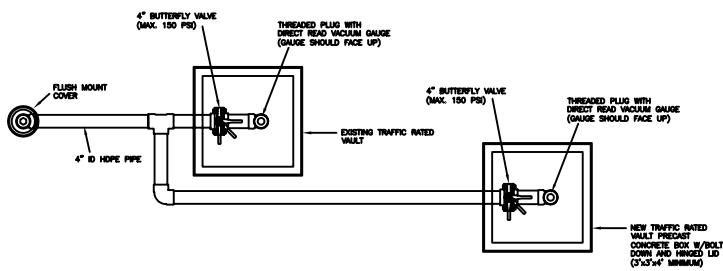 4" BUTTERFLY VALVE
(MAX. 150 PSI)
THREADED PLUG WITH
DIRECT READ VACUUM GAUGE
(GAUGE SHOULD FACE UP)
FLUSH MOUNT
COVER
4" ID HDPE PIPE
EXISTING TRAFFIC RATED
VAULT
4" BUTTERFLY VALVE
(MAX. 150 PSI)
THREADED PLUG WITH
DIRECT READ VACUUM GAUGE
(GAUGE SHOULD FACE UP)
NEW TRAFFIC RATED
VAULT PRECAST
CONCRETE BOX W/BOLT
DOWN AND HINGED LID
(3'x3'x4' MINIMUM)